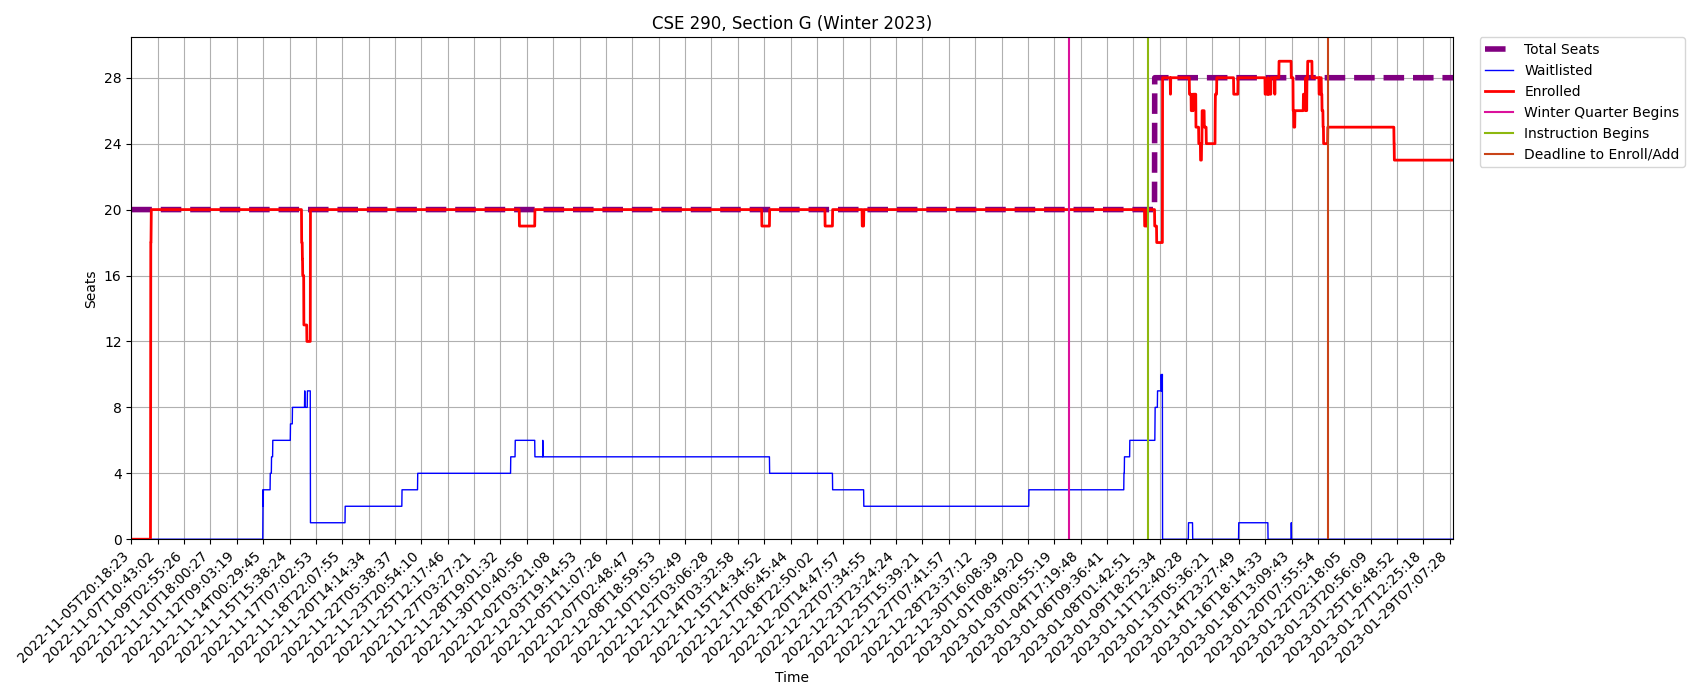 CSE 290, Section G (Winter 2023)
Total Seats
Waitlisted
Enrolled
Winter Quarter Begins
Instruction Begins
Deadline to Enroll/Add
Seats
28
24
20
16
12
8
4
0
2022-11-05T20:18:23
2022-11-07T10:43:02
2022-11-09T02:55:26
2022-11-10T18:00:27
2022-11-12T09:03:19
2022-11-14T00:29:45
2022-11-15T15:38:24
2022-11-17T07:02:53
2022-11-18T22:07:55
2022-11-20T14:14:34
2022-11-22T05:38:37
2022-11-23T20:54:10
2022-11-25T12:17:46
2022-11-27T03:27:21
2022-11-28T19:01:32
2022-11-30T10:40:56
2022-12-02T03:21:08
2022-12-03T19:14:53
2022-12-05T11:07:26
2022-12-07T02:48:47
2022-12-08T18:59:53
2022-12-10T10:52:49
2022-12-12T03:06:28
2022-12-14T03:32:58
2022-12-15T14:34:52
2022-12-17T06:45:44
2022-12-18T22:50:02
2022-12-20T14:47:57
2022-12-22T07:34:55
2022-12-23T23:24:24
2022-12-25T15:39:21
2022-12-27T07:41:57
2022-12-28T23:37:12
2022-12-30T16:08:39
2023-01-01T08:49:20
2023-01-03T00:55:19
2023-01-04T17:19:48
2023-01-06T09:36:41
2023-01-08T01:42:51
2023-01-09T18:25:34
2023-01-11T12:40:28
2023-01-13T05:36:21
2023-01-14T23:27:49
2023-01-16T18:14:33
2023-01-18T13:09:43
2023-01-20T07:55:54
2023-01-22T02:18:05
2023-01-23T20:56:09
2023-01-25T16:48:52
2023-01-27T12:25:18
2023-01-29T07:07:28
Time